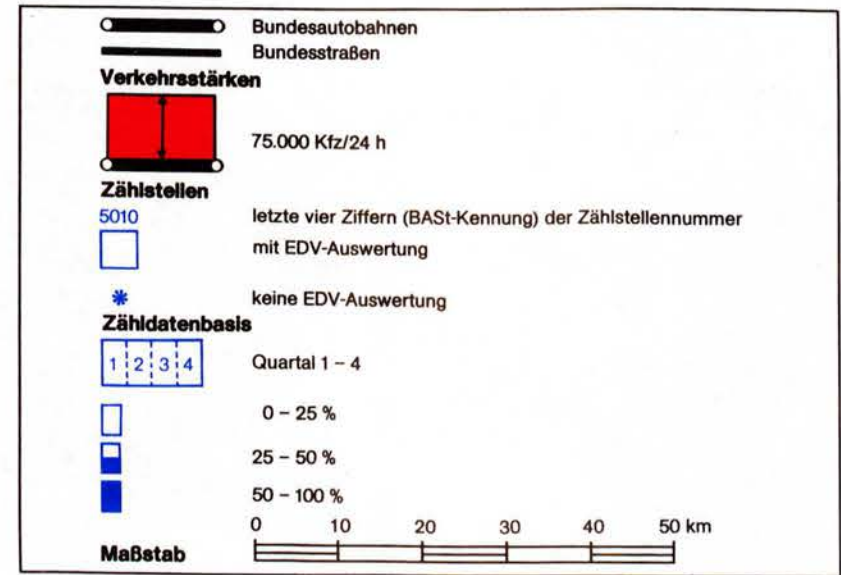 Bundesautobahnen
Bundesstraßen
Verkehrsstärken
75.000 Kfz/24 h
Zählstellen
5010 letzte vier Ziffern (BASt-Kennung) der Zählstellennummer
mit EDV-Auswertung
* keine EDV-Auswertung
Zähldatenbasis
1 2 3 4 Quartal 1 – 4
0 – 25 %
25 – 50 %
50 – 100 %
0 10 20 30 40 50 km
Maßstab